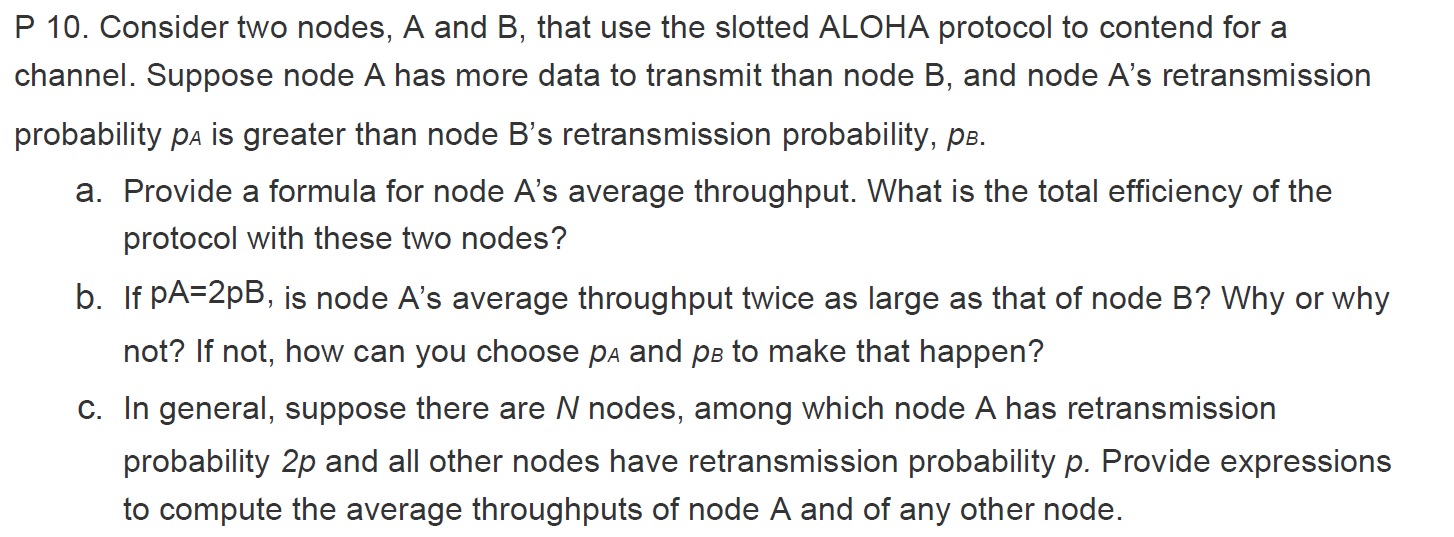 P 10. Consider two nodes, A and B, that use the slotted ALOHA protocol to contend for a
channel. Suppose node A has more data to transmit than node B, and node A’s retransmission
probability pA is greater than node B’s retransmission probability, pB.
a. Provide a formula for node A’s average throughput. What is the total efficiency of the
protocol with these two nodes?
b. If pA=2pB, is node A’s average throughput twice as large as that of node B? Why or why
not? If not, how can you choose pA and pB to make that happen?
c. In general, suppose there are N nodes, among which node A has retransmission
probability 2p and all other nodes have retransmission probability p. Provide expressions
to compute the average throughputs of node A and of any other node.